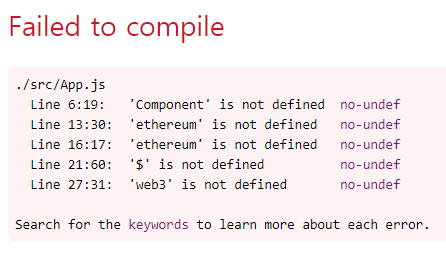 Failed to compile
./src/App.js
Line 6:19: 'Component' is not defined no-undef
Line 13:30: 'ethereum' is not defined no-undef
Line 16:17: 'ethereum' is not defined no-undef
Line 21:60: '$' is not defined no-undef
Line 27:31: 'web3' is not defined no-undef
Search for the keywords to learn more about each error.